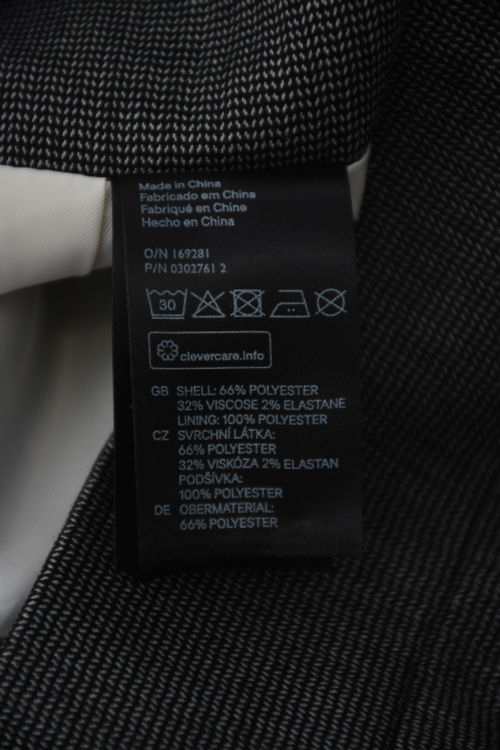 Made in China
Fabricado em China
Fabriqué en Chine
Hecho en China
O/N 169281
P/N 0302761 2
30
clevercare.info
GB SHELL: 66% POLYESTER
32% VISCOSE 2% ELASTANE
LINING: 100% POLYESTER
CZ SVRCHNÍ LÁTKA:
66% POLYESTER
32% VISKÓZA 2% ELASTAN
PODŠÍVKA:
100% POLYESTER
DE OBERMATERIAL:
66% POLYESTER